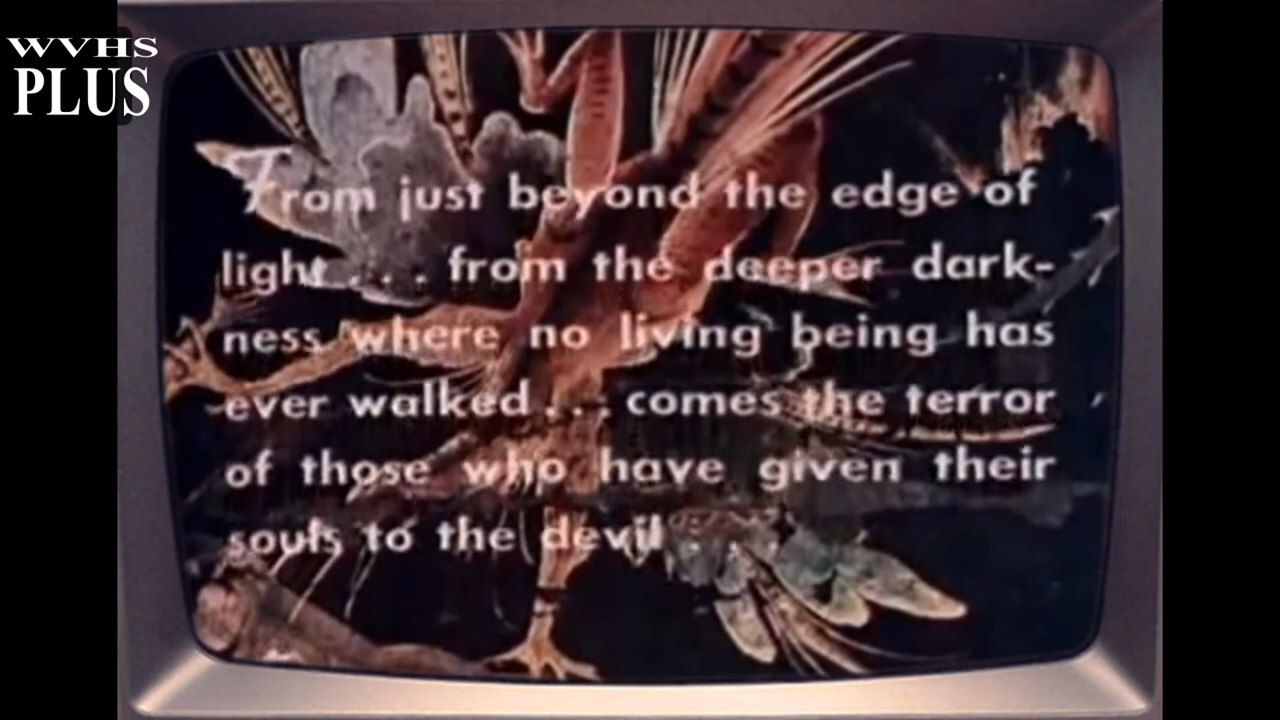 WVHS
PLUS
From just beyond the edge of
light . . . from the deeper dark-
ness where no living being has
ever walked . . . comes the terror
of those who have given their
souls to the devil . . .